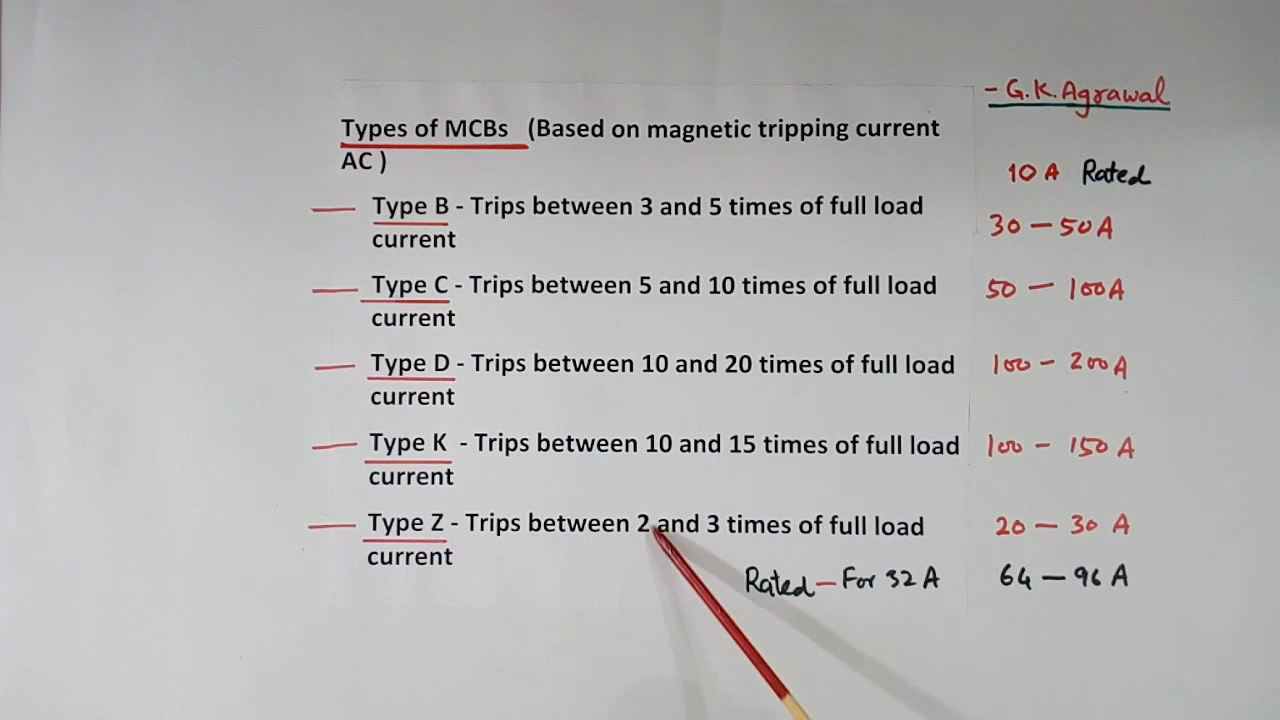 - G.K. Agrawal
Types of MCBs (Based on magnetic tripping current
AC )
10 A Rated
Type B - Trips between 3 and 5 times of full load
current
30 – 50 A
Type C - Trips between 5 and 10 times of full load
current
50 – 100 A
Type D - Trips between 10 and 20 times of full load
current
100 – 200 A
Type K - Trips between 10 and 15 times of full load
current
100 – 150 A
Type Z - Trips between 2 and 3 times of full load
current
20 – 30 A
Rated – For 32 A 64 – 96 A